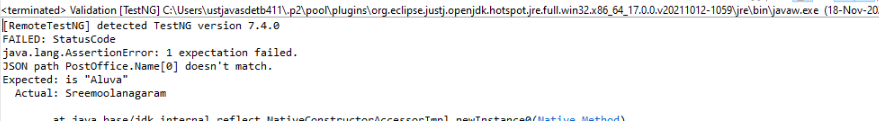 <terminated> Validation [TestNG] C:\Users\ustjavasdetb411\.p2\pool\plugins\org.eclipse.justj.openjdk.hotspot.jre.full.win32.x86_64_17.0.0.v20211012-1059\jre\bin\javaw.exe (18-Nov-20
[RemoteTestNG] detected TestNG version 7.4.0
FAILED: StatusCode
java.lang.AssertionError: 1 expectation failed.
JSON path PostOffice.Name[0] doesn't match.
Expected: is "Aluva"
Actual: Sreemoolanagaram
at java.base/jdk.internal.reflect.NativeConstructorAccessorImpl.newInstance0(Native Method)